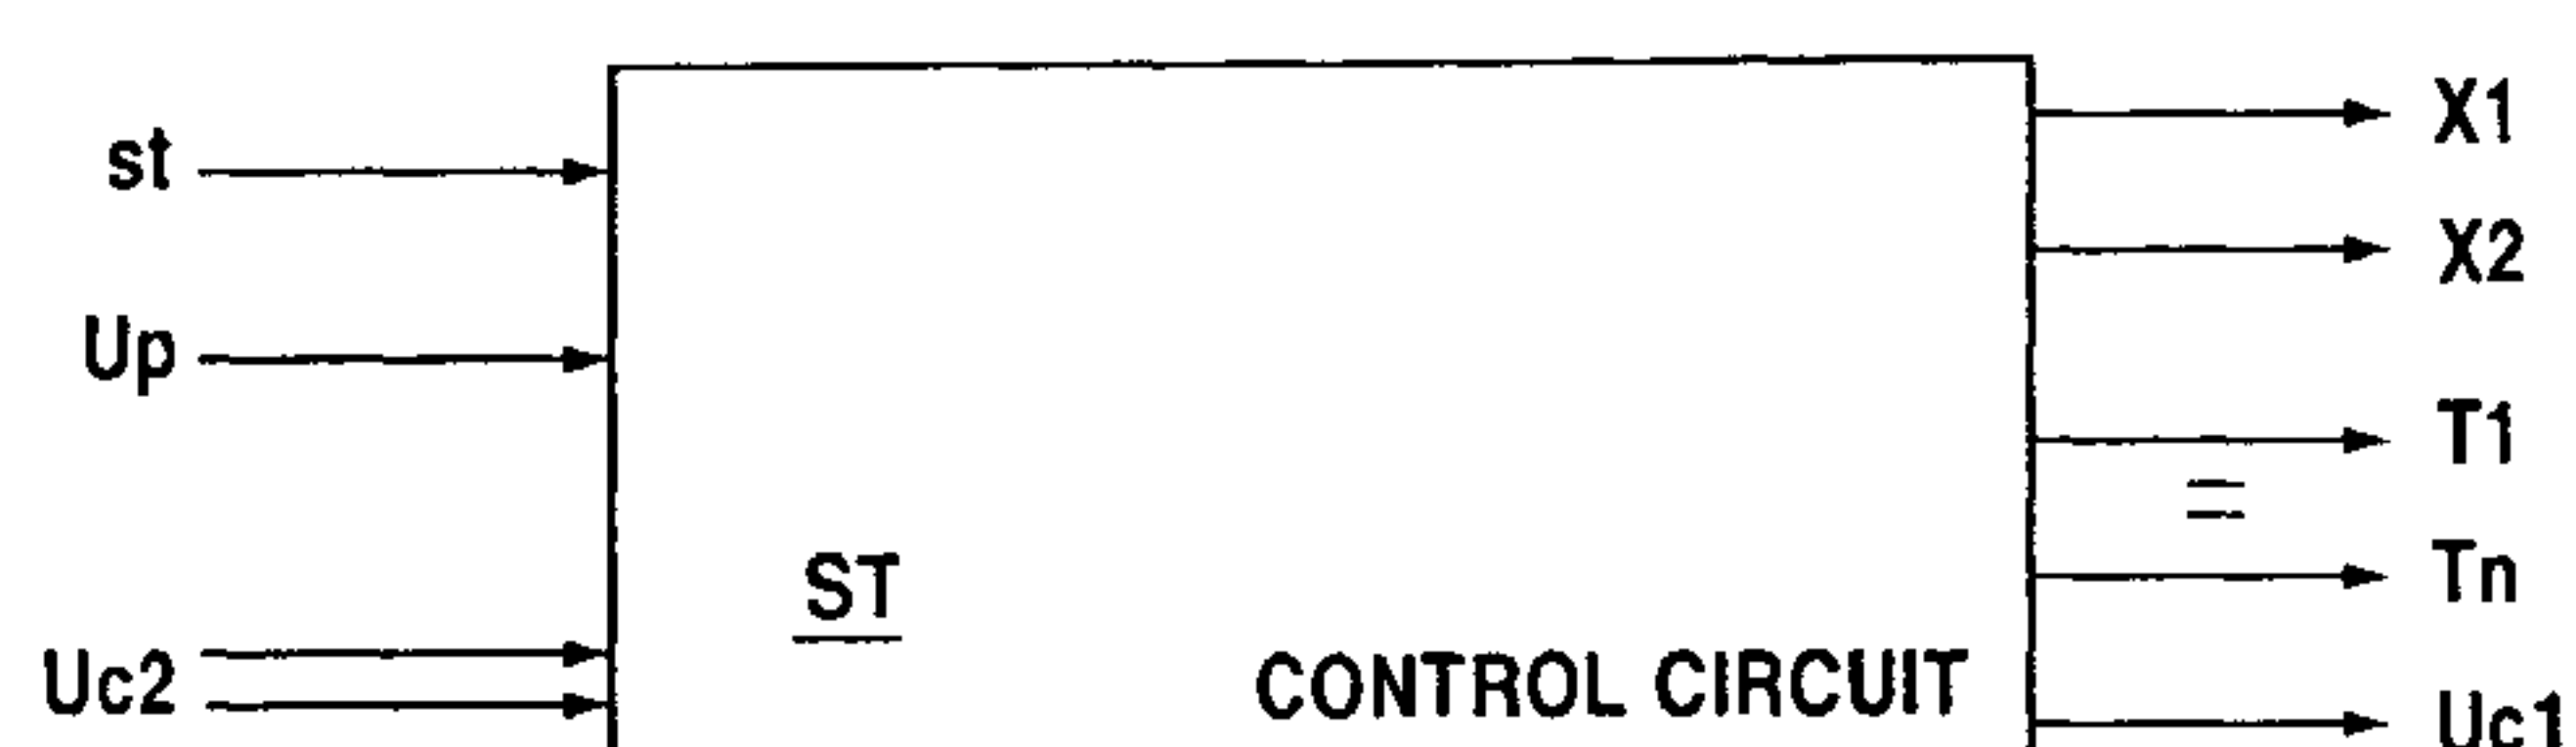 st
Up
Uc2
ST
CONTROL CIRCUIT
X1
X2
T1
Tn
Uc1